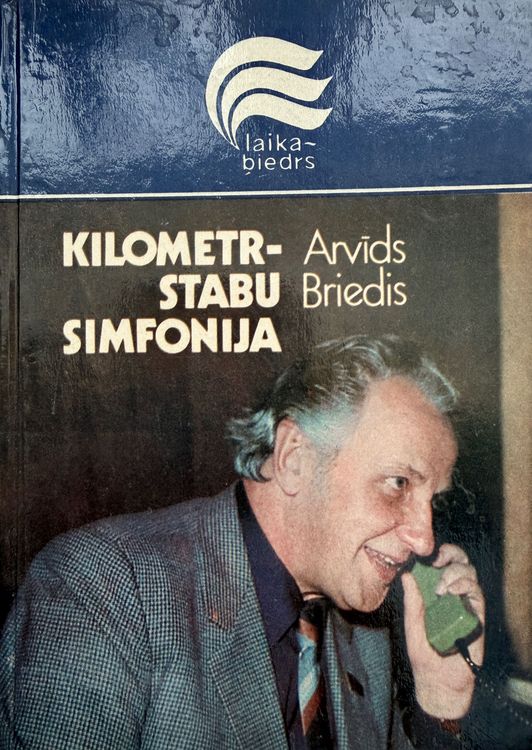 laika~
biedrs
KILOMETR-
STABU
SIMFONIJA
Arvīds
Briedis